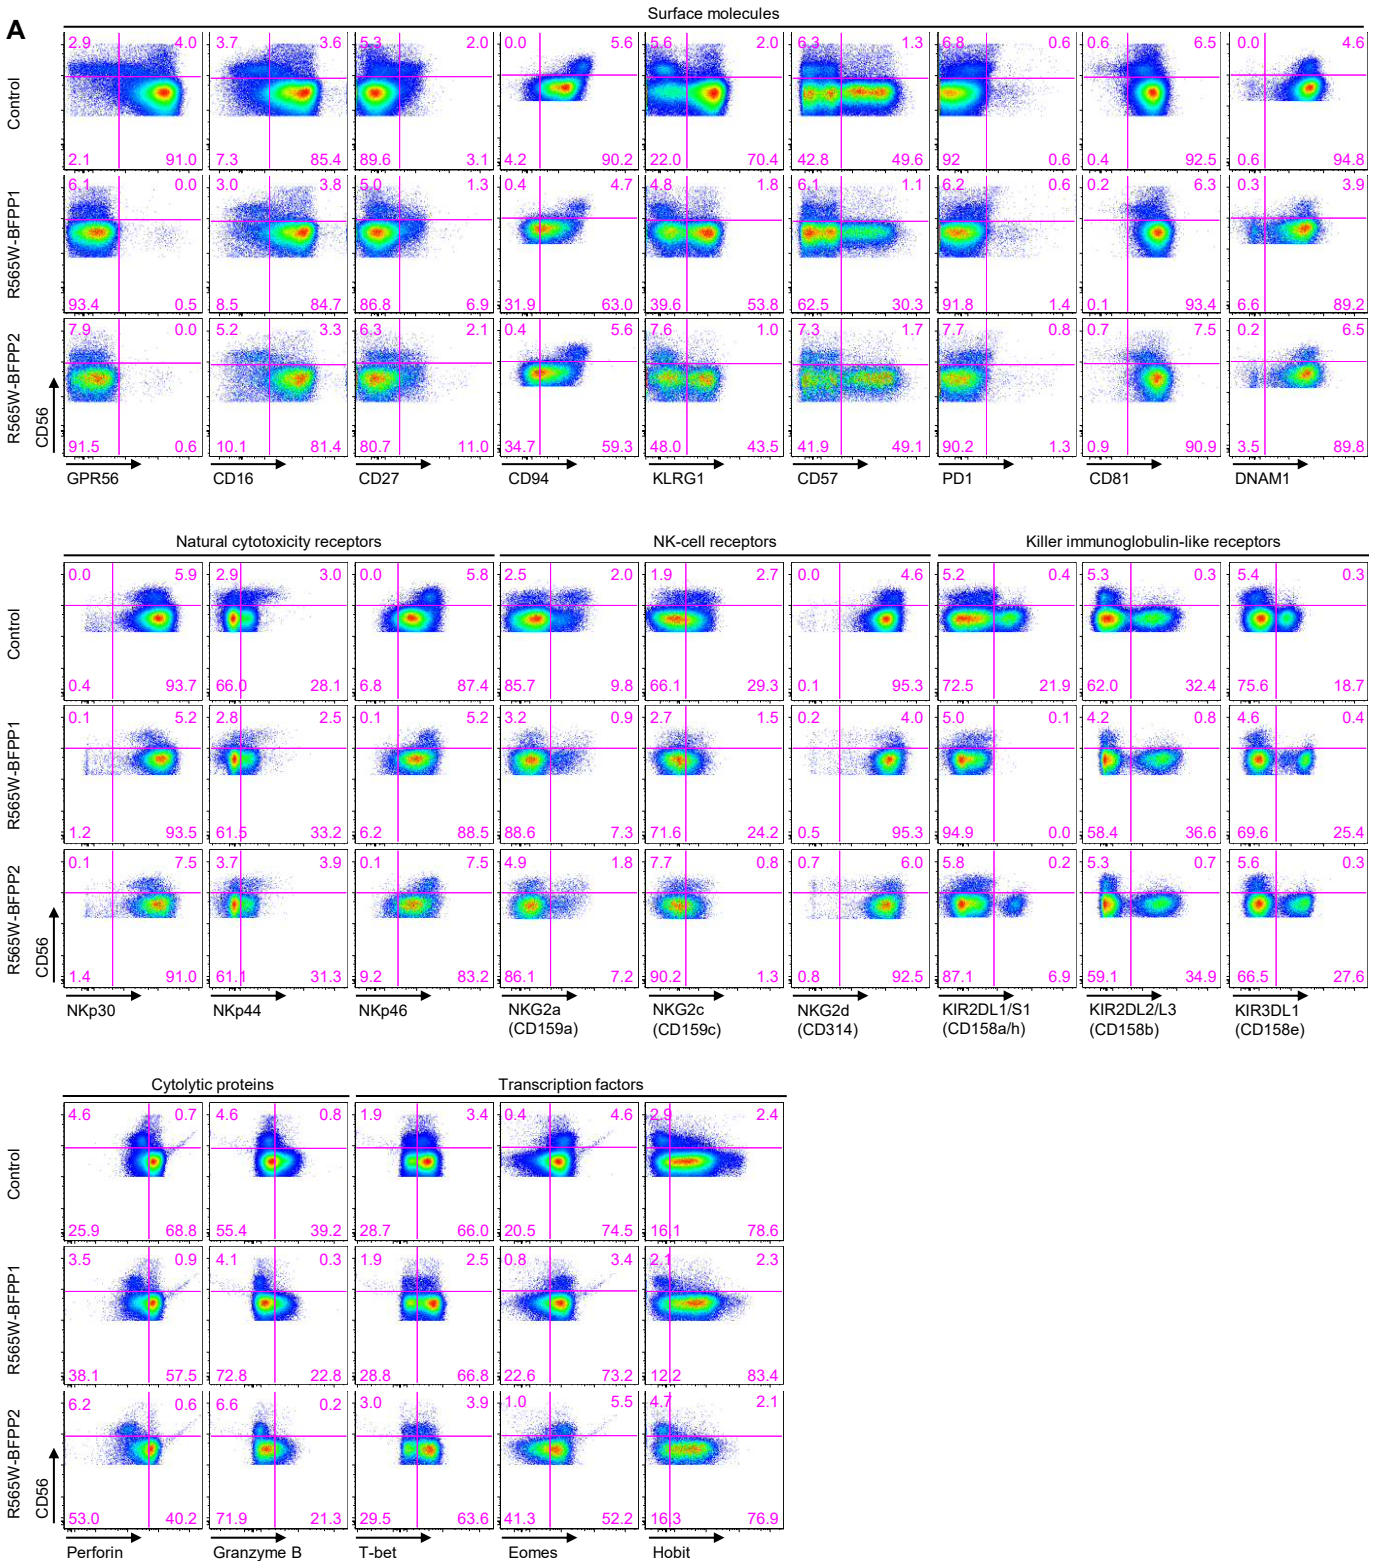 A
Surface molecules
Control
2.9 4.0 3.7 3.6 5.3 2.0 0.0 5.6 5.6 2.0 6.3 1.3 6.8 0.6 0.6 6.5 0.0 4.6
2.1 91.0 7.3 85.4 89.6 3.1 4.2 90.2 22.0 70.4 42.8 49.6 92 0.6 0.4 92.5 0.6 94.8
R565W-BFPP1
6.1 0.0 3.0 3.8 5.0 1.3 0.4 4.7 4.8 1.8 6.1 1.1 6.2 0.6 0.2 6.3 0.3 3.9
93.4 0.5 8.5 84.7 86.8 6.9 31.9 63.0 39.6 53.8 62.5 30.3 91.8 1.4 0.1 93.4 6.6 89.2
R565W-BFPP2
CD56
7.9 0.0 5.2 3.3 6.3 2.1 0.4 5.6 7.6 1.0 7.3 1.7 7.7 0.8 0.7 7.5 0.2 6.5
91.5 0.6 10.1 81.4 80.7 11.0 34.7 59.3 48.0 43.5 41.9 49.1 90.2 1.3 0.9 90.9 3.5 89.8
GPR56 CD16 CD27 CD94 KLRG1 CD57 PD1 CD81 DNAM1
Natural cytotoxicity receptors NK-cell receptors Killer immunoglobulin-like receptors
Control
0.0 5.9 2.9 3.0 0.0 5.8 2.5 2.0 1.9 2.7 0.0 4.6 5.2 0.4 5.3 0.3 5.4 0.3
0.4 93.7 66.0 28.1 6.8 87.4 85.7 9.8 66.1 29.3 0.1 95.3 72.5 21.9 62.0 32.4 75.6 18.7
R565W-BFPP1
0.1 5.2 2.8 2.5 0.1 5.2 3.2 0.9 2.7 1.5 0.2 4.0 5.0 0.1 4.2 0.8 4.6 0.4
1.2 93.5 61.5 33.2 6.2 88.5 88.6 7.3 71.6 24.2 0.5 95.3 94.9 0.0 58.4 36.6 69.6 25.4
R565W-BFPP2
CD56
0.1 7.5 3.7 3.9 0.1 7.5 4.9 1.8 7.7 0.8 0.7 6.0 5.8 0.2 5.3 0.7 5.6 0.3
1.4 91.0 61.1 31.3 9.2 83.2 86.1 7.2 90.2 1.3 0.8 92.5 87.1 6.9 59.1 34.9 66.5 27.6
NKp30 NKp44 NKp46 NKG2a NKG2c NKG2d KIR2DL1/S1 KIR2DL2/L3 KIR3DL1
(CD159a) (CD159c) (CD314) (CD158a/h) (CD158b) (CD158e)
Cytolytic proteins Transcription factors
Control
4.6 0.7 4.6 0.8 1.9 3.4 0.4 4.6 2.9 2.4
25.9 68.8 55.4 39.2 28.7 66.0 20.5 74.5 16.1 78.6
R565W-BFPP1
3.5 0.9 4.1 0.3 1.9 2.5 0.8 3.4 2.1 2.3
38.1 57.5 72.8 22.8 28.8 66.8 22.6 73.2 12.2 83.4
R565W-BFPP2
CD56
6.2 0.6 6.6 0.2 3.0 3.9 1.0 5.5 4.7 2.1
53.0 40.2 71.9 21.3 29.5 63.6 41.3 52.2 16.3 76.9
Perforin Granzyme B T-bet Eomes Hobit